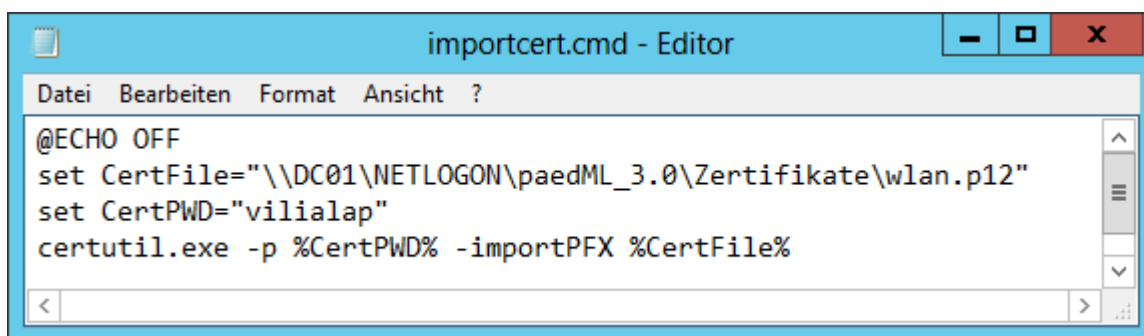 importcert.cmd - Editor
Datei Bearbeiten Format Ansicht ?
@ECHO OFF
set CertFile="\\DC01\NETLOGON\paedML_3.0\Zertifikate\wlan.p12"
set CertPWD="vilialap"
certutil.exe -p %CertPWD% -importPFX %CertFile%